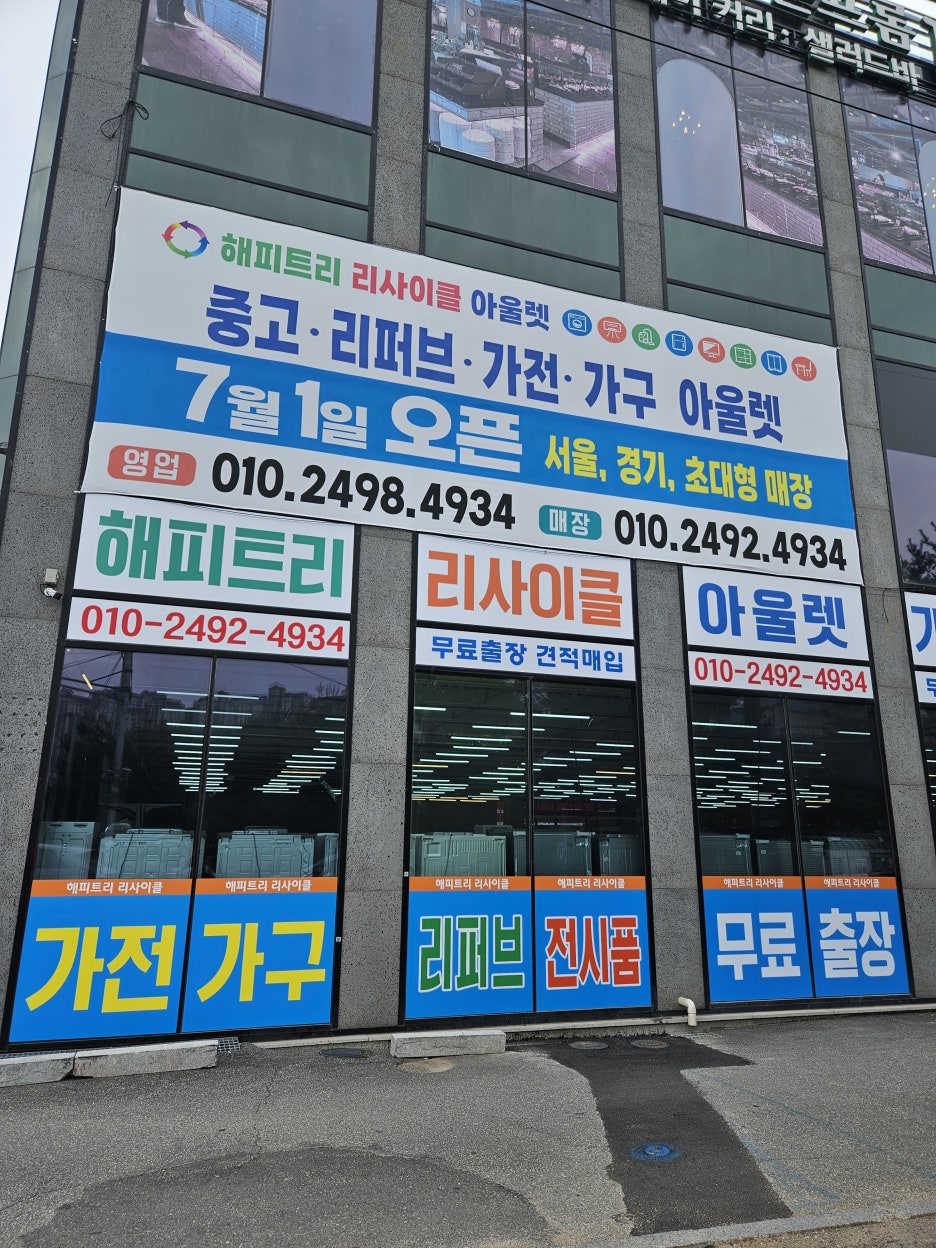 커리·샐러드바
해피트리 리사이클 아울렛
중고·리퍼브·가전·가구 아울렛
7월 1일 오픈 서울, 경기, 초대형 매장
영업 010.2498.4934 매장 010.2492.4934
해피트리 리사이클 아울렛
010-2492-4934 무료출장 견적매입 010-2492-4934
해피트리 리사이클 해피트리 리사이클 해피트리 리사이클 해피트리 리사이클 해피트리 리사이클 해피트리 리사이클
가전 가구 리퍼브 전시품 무료 출장